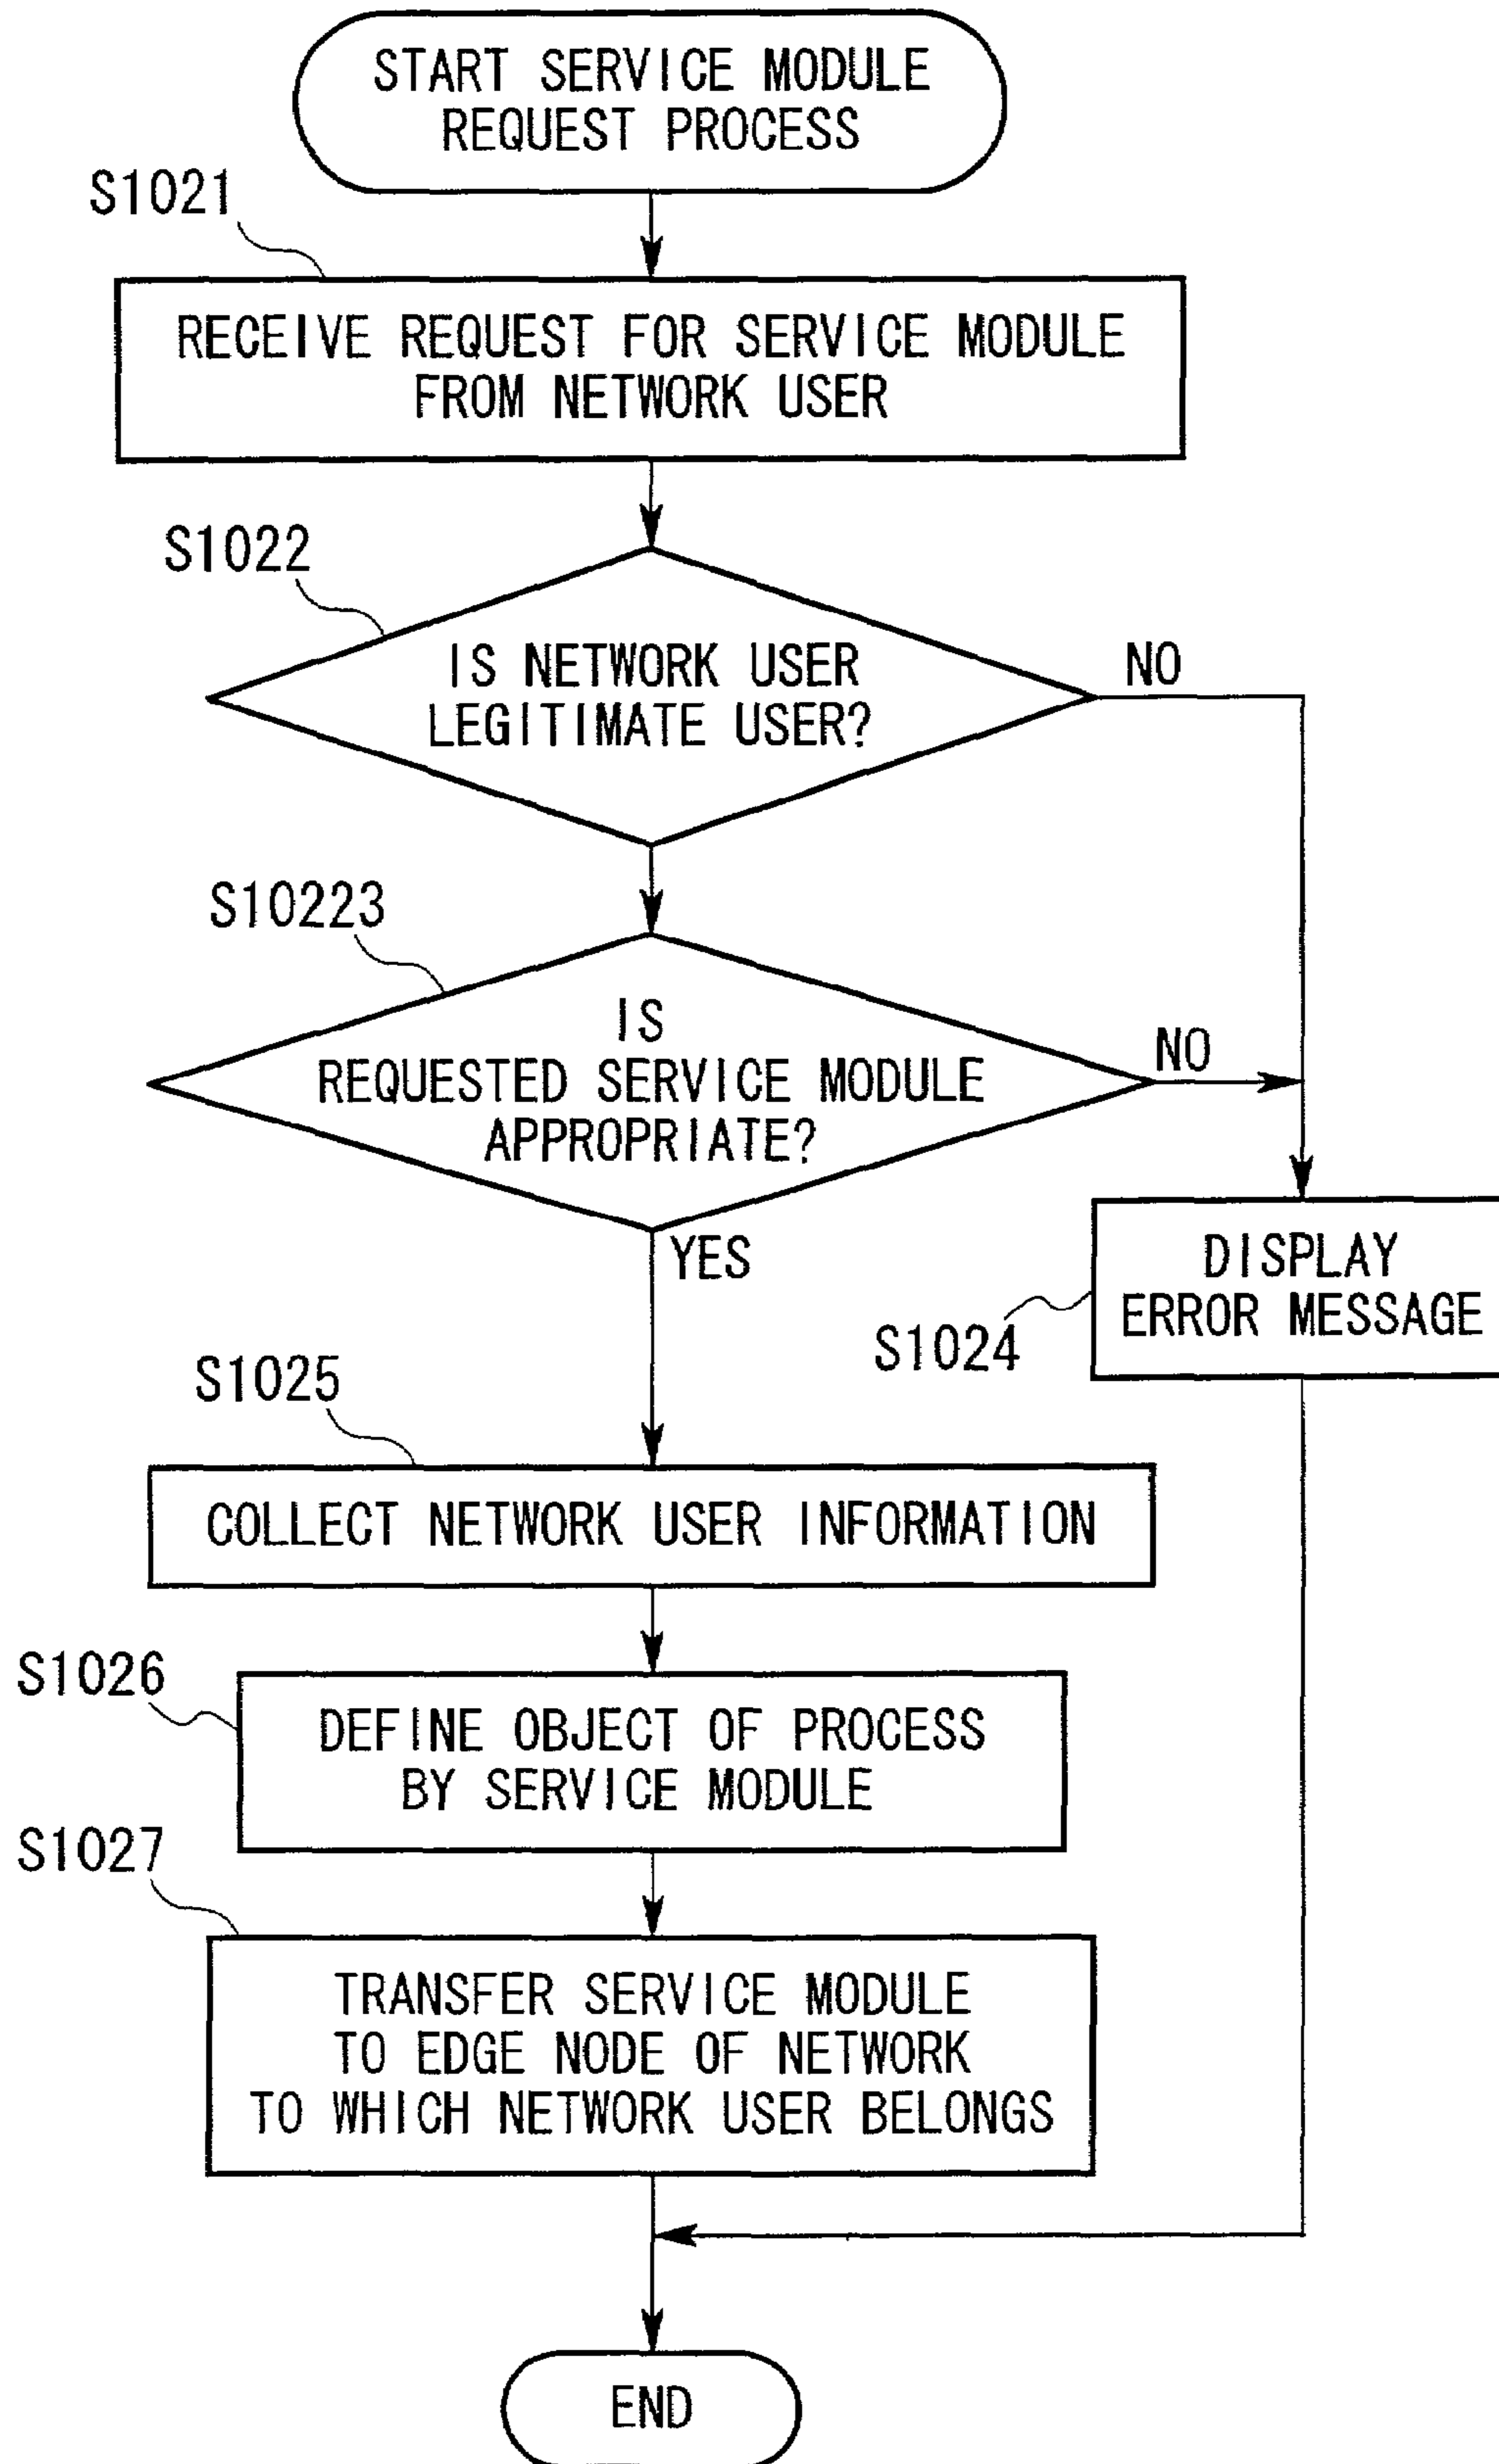 START SERVICE MODULE
REQUEST PROCESS
S1021
RECEIVE REQUEST FOR SERVICE MODULE
FROM NETWORK USER
S1022
IS NETWORK USER
LEGITIMATE USER?
NO
S10223
IS
REQUESTED SERVICE MODULE
APPROPRIATE?
NO
YES
DISPLAY
ERROR MESSAGE
S1024
S1025
COLLECT NETWORK USER INFORMATION
S1026
DEFINE OBJECT OF PROCESS
BY SERVICE MODULE
S1027
TRANSFER SERVICE MODULE
TO EDGE NODE OF NETWORK
TO WHICH NETWORK USER BELONGS
END